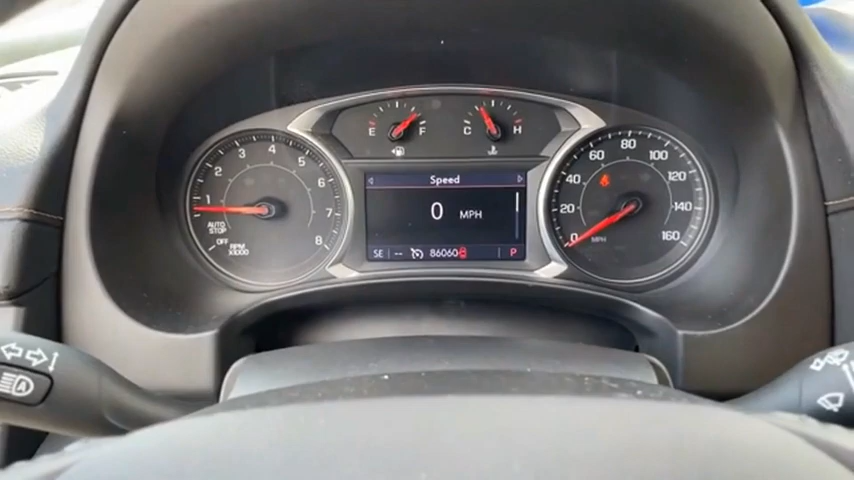 E F
C H
1 2 3 4 5 6 7 8
AUTO
STOP
OFF
RPM
X1000
Speed
0 MPH
SE -- 86060 P
0 20 40 60 80 100 120 140 160
MPH
A